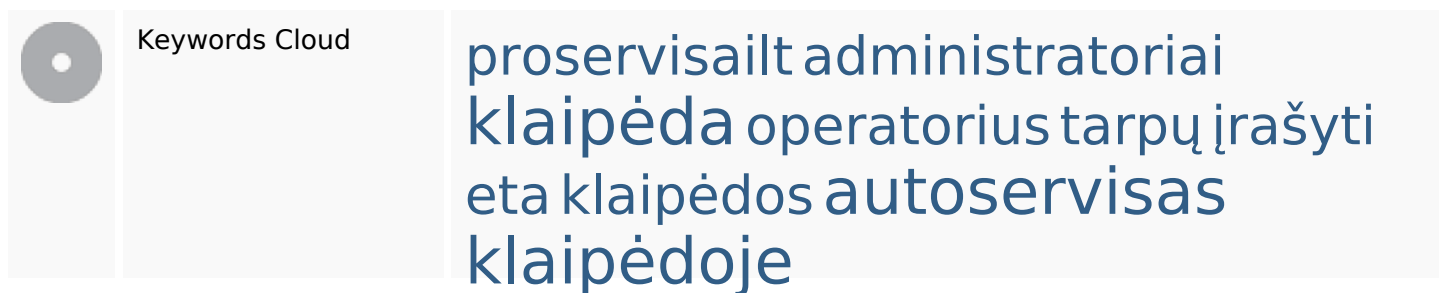 Keywords Cloud
proservisailt administratoriai
klaipėda operatorius tarpų įrašyti
eta klaipėdos autoservisas
klaipėdoje